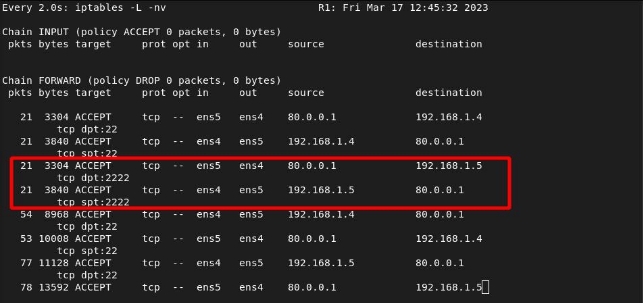 Every 2.0s: iptables -L -nv R1: Fri Mar 17 12:45:32 2023
Chain INPUT (policy ACCEPT 0 packets, 0 bytes)
pkts bytes target prot opt in out source destination
Chain FORWARD (policy DROP 0 packets, 0 bytes)
pkts bytes target prot opt in out source destination
21 3304 ACCEPT tcp -- ens5 ens4 80.0.0.1 192.168.1.4
tcp dpt:22
21 3840 ACCEPT tcp -- ens4 ens5 192.168.1.4 80.0.0.1
tcp spt:22
21 3304 ACCEPT tcp -- ens5 ens4 80.0.0.1 192.168.1.5
tcp dpt:2222
21 3840 ACCEPT tcp -- ens4 ens5 192.168.1.5 80.0.0.1
tcp spt:2222
54 8968 ACCEPT tcp -- ens4 ens5 192.168.1.4 80.0.0.1
tcp dpt:22
53 10008 ACCEPT tcp -- ens5 ens4 80.0.0.1 192.168.1.4
tcp spt:22
77 11128 ACCEPT tcp -- ens4 ens5 192.168.1.5 80.0.0.1
tcp dpt:22
78 13592 ACCEPT tcp -- ens5 ens4 80.0.0.1 192.168.1.5